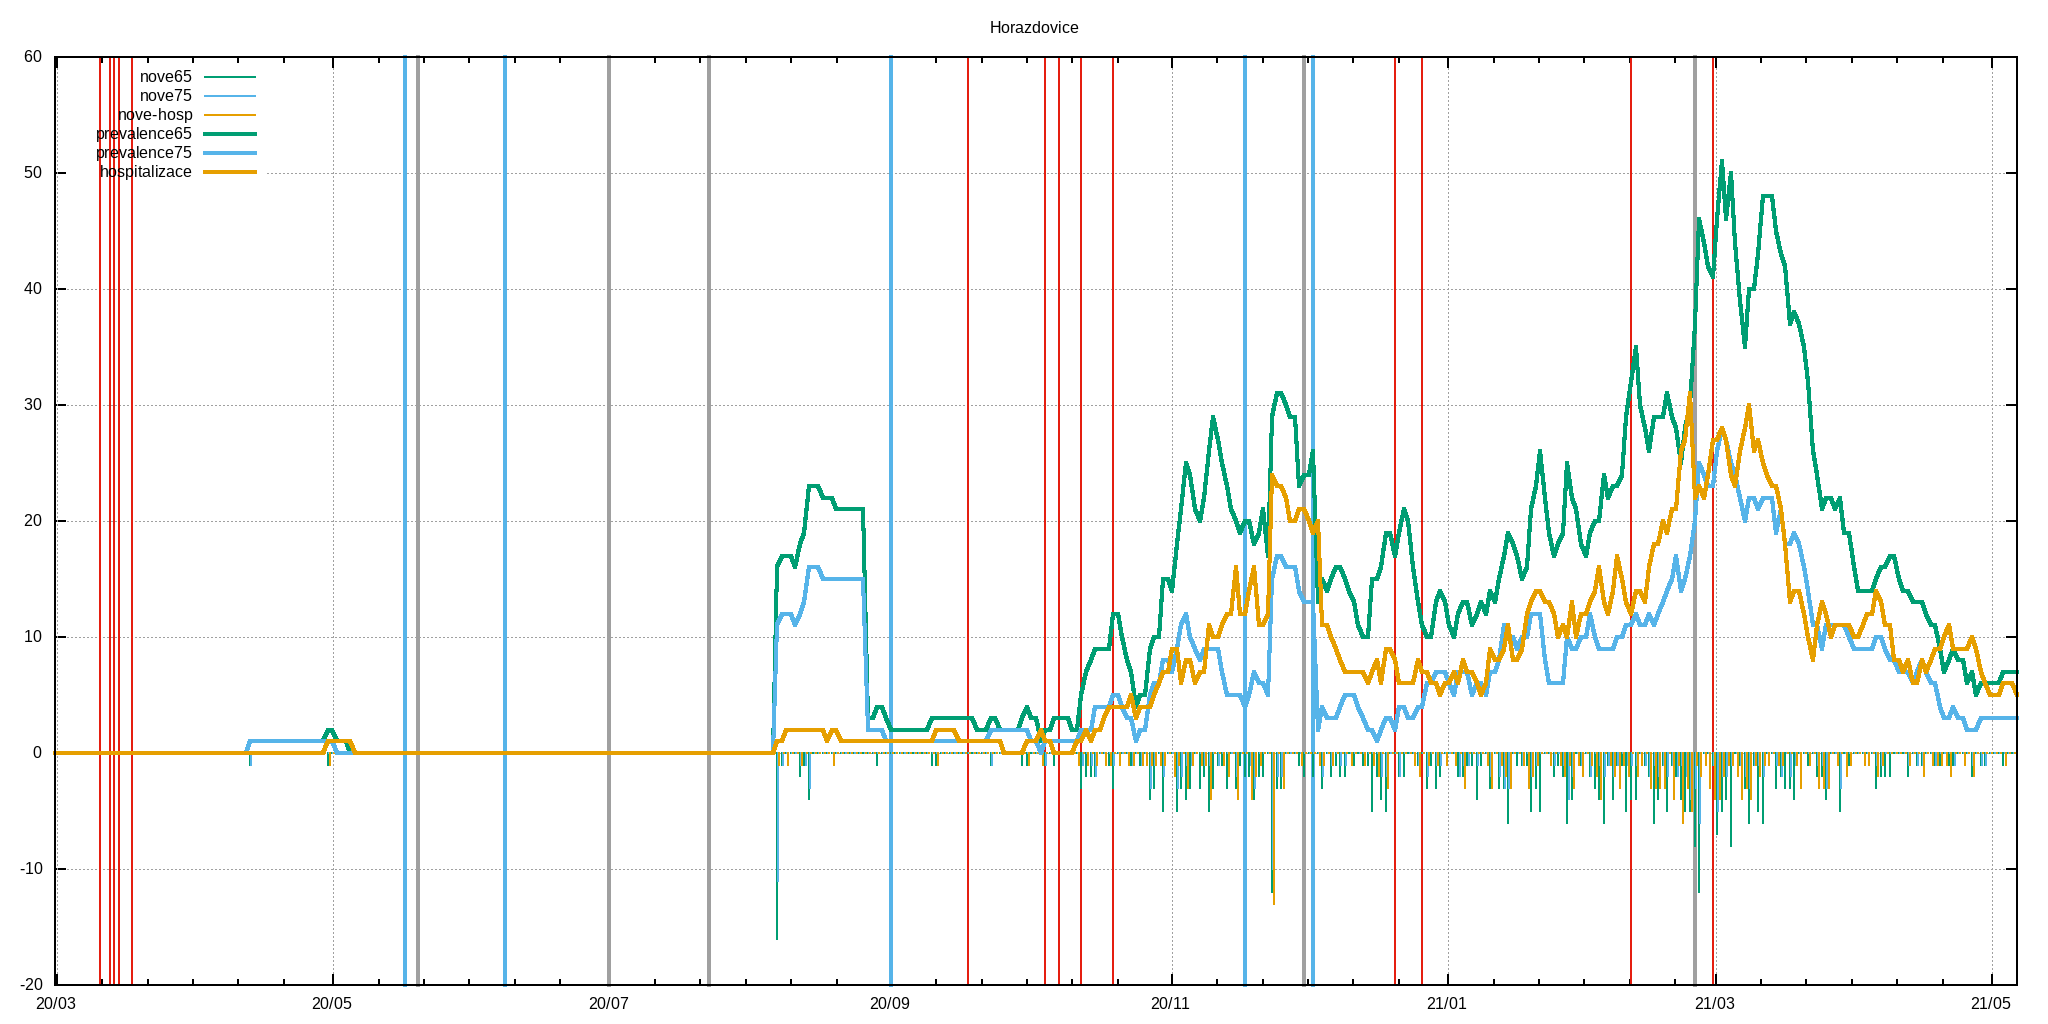 Horazdovice
60
50
40
30
20
10
0
-10
-20
nove65
nove75
nove-hosp
prevalence65
prevalence75
hospitalizace
20/03 20/05 20/07 20/09 20/11 21/01 21/03 21/05